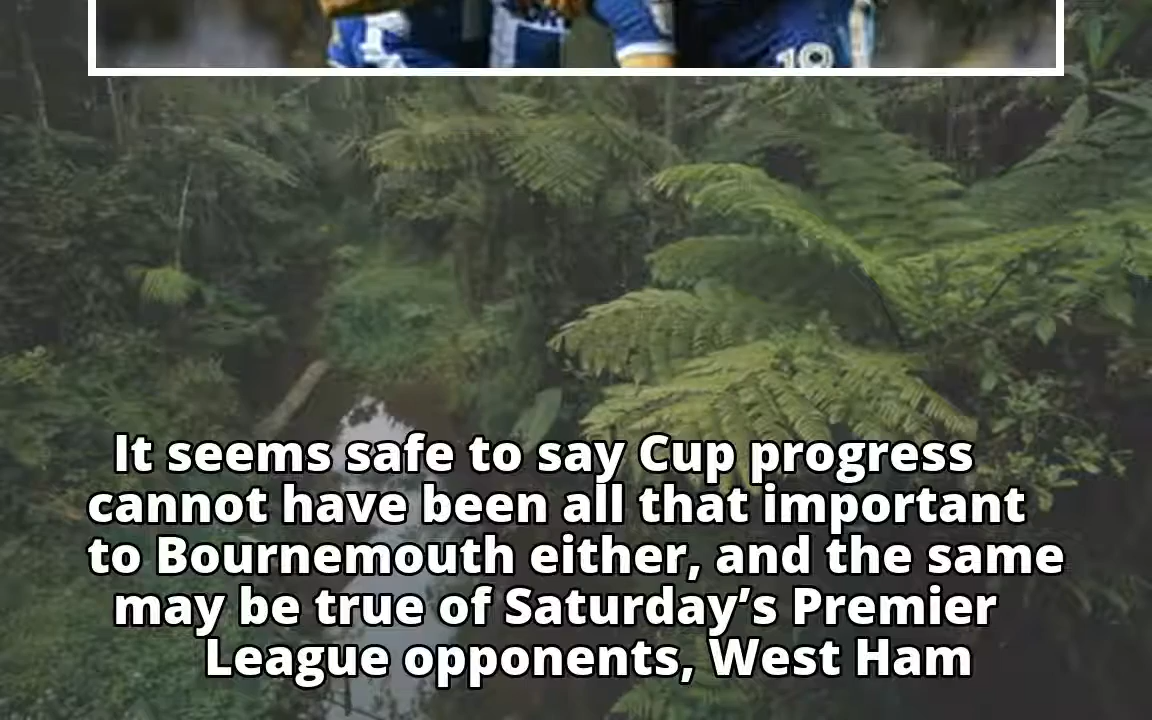 19
It seems safe to say Cup progress
cannot have been all that important
to Bournemouth either, and the same
may be true of Saturday’s Premier
League opponents, West Ham